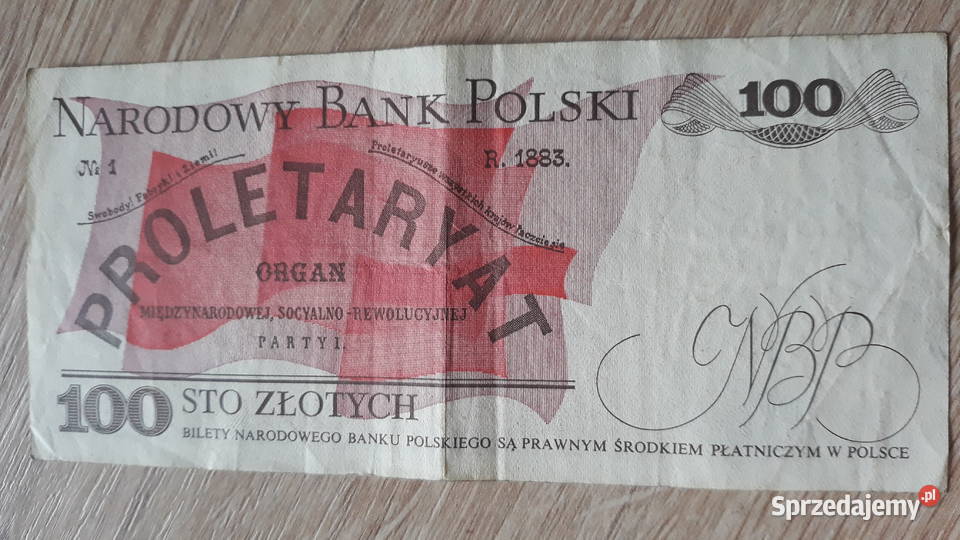 NARODOWY BANK POLSKI
100
№ 1
R. 1883.
Swobody! Fabryk! i Ziemi!
Proletaryusze wszystkich krajów łączcie się
PROLETARYAT
ORGAN
MIĘDZYNARODOWEJ, SOCYALNO-REWOLUCYJNEJ
PARTYI.
NBP
100 STO ZŁOTYCH
BILETY NARODOWEGO BANKU POLSKIEGO SĄ PRAWNYM ŚRODKIEM PŁATNICZYM W POLSCE
Sprzedajemy.pl